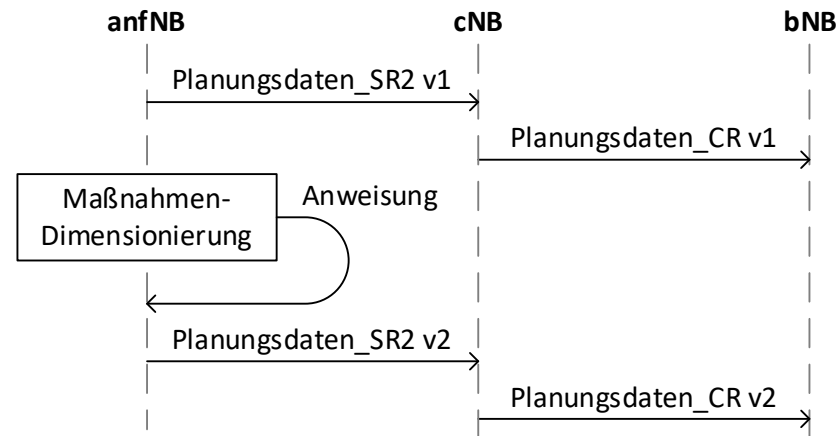 anfNB
cNB
bNB
Planungsdaten_SR2 v1
Planungsdaten_CR v1
Maßnahmen-
Dimensionierung
Anweisung
Planungsdaten_SR2 v2
Planungsdaten_CR v2